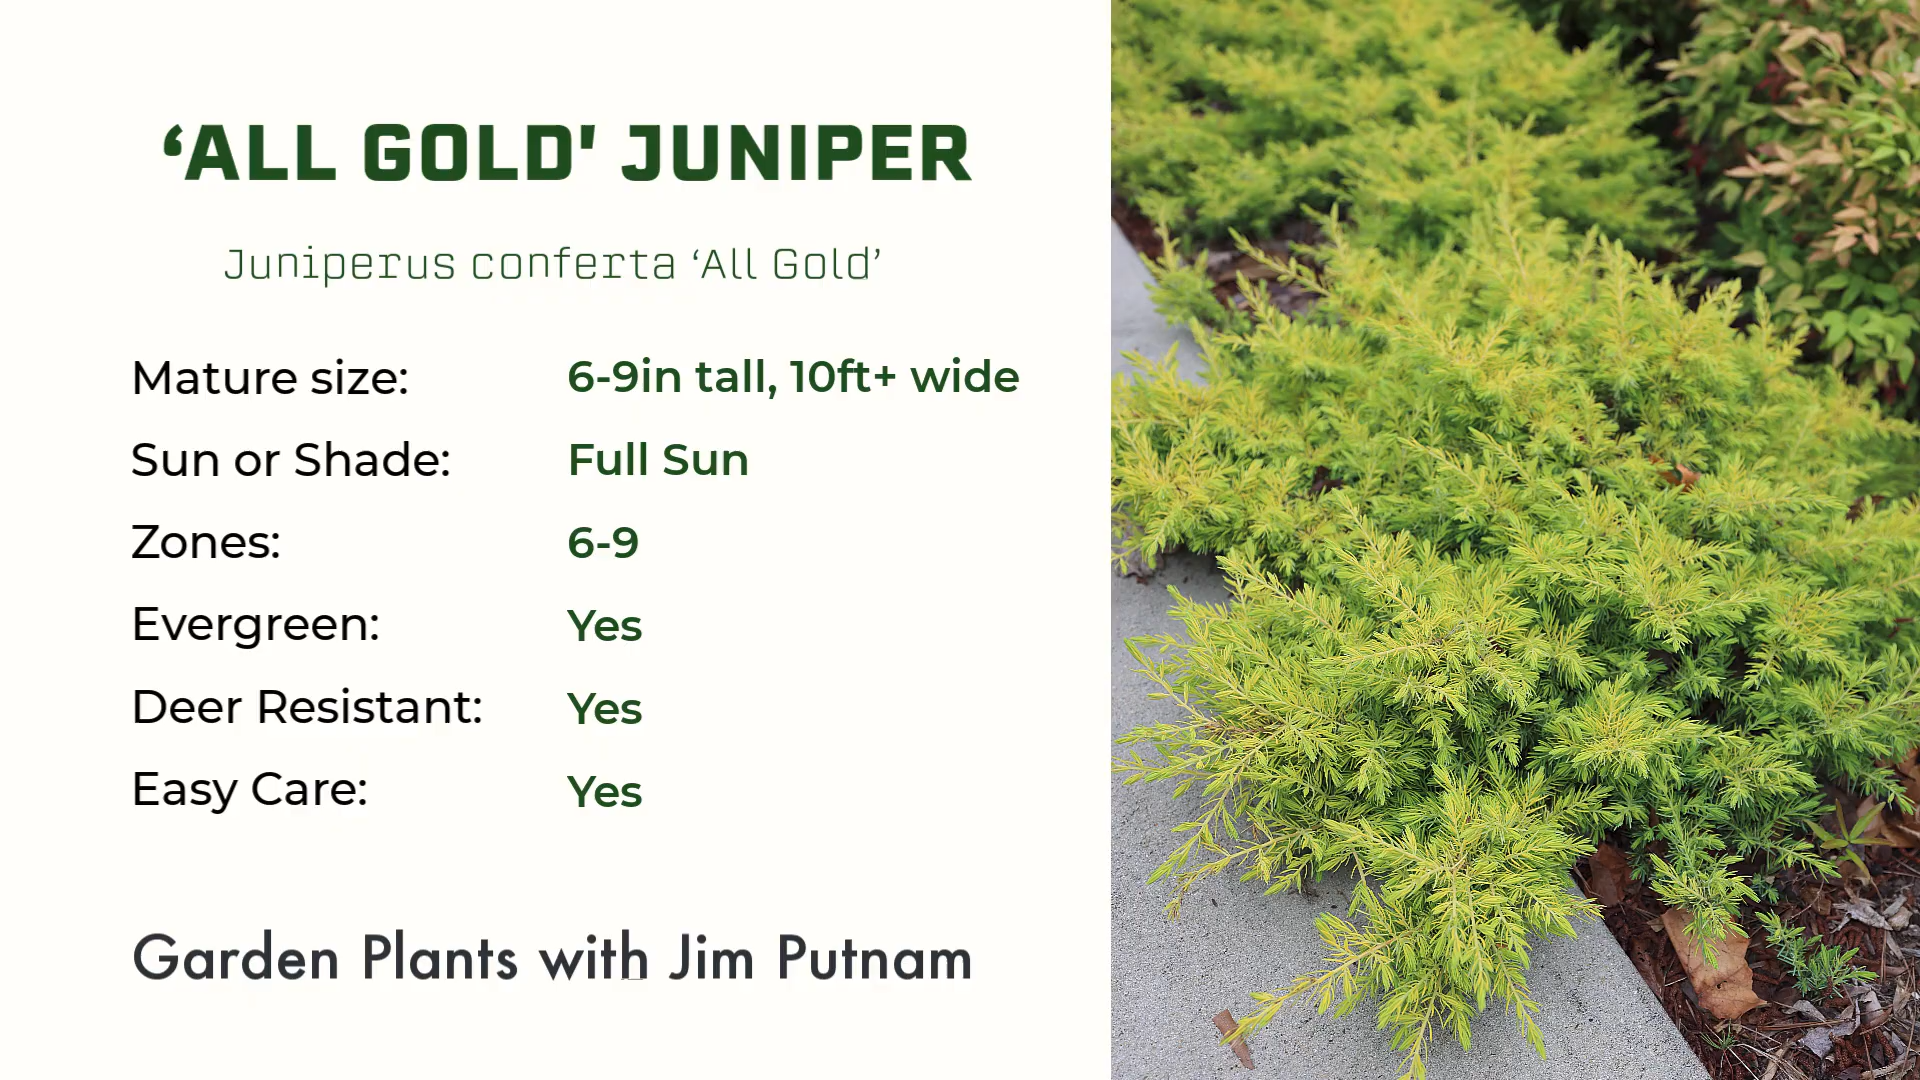 ‘ALL GOLD' JUNIPER
Juniperus conferta ‘All Gold’
Mature size: 6-9in tall, 10ft+ wide
Sun or Shade: Full Sun
Zones: 6-9
Evergreen: Yes
Deer Resistant: Yes
Easy Care: Yes
Garden Plants with Jim Putnam